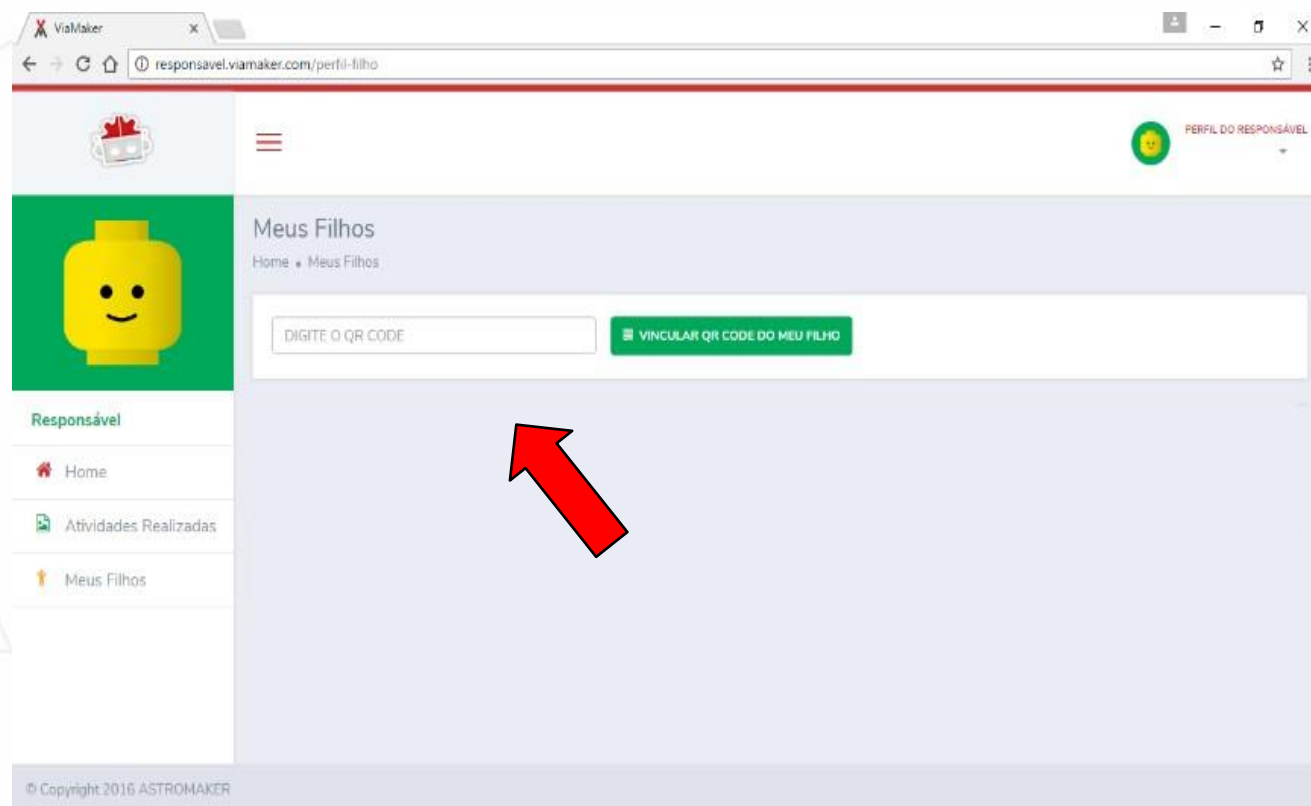 ViaMaker
responsavel.viamaker.com/perfil-filho
PERFIL DO RESPONSÁVEL
Meus Filhos
Home • Meus Filhos
DIGITE O QR CODE
VINCULAR QR CODE DO MEU FILHO
Responsável
Home
Atividades Realizadas
Meus Filhos
© Copyright 2016 ASTROMAKER